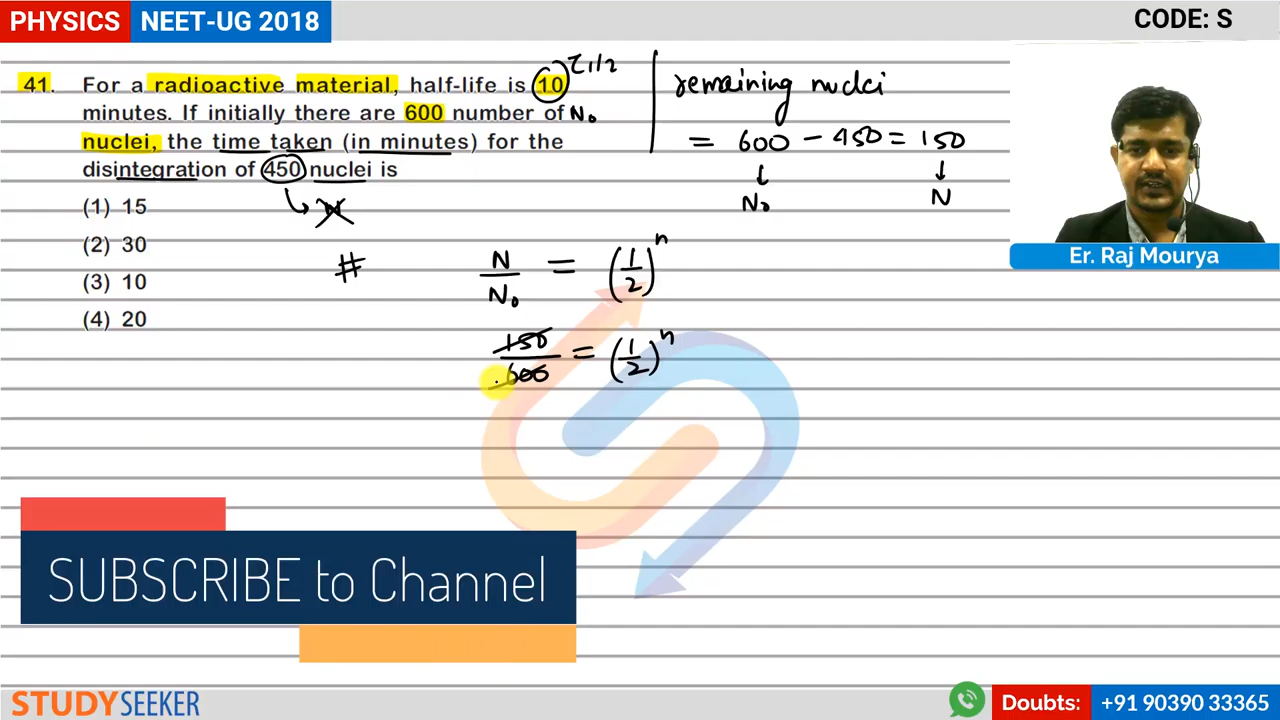 PHYSICS NEET-UG 2018
CODE: S
41. For a radioactive material, half-life is 10 τ1/2
minutes. If initially there are 600 number of N₀
nuclei, the time taken (in minutes) for the
disintegration of 450 nuclei is
(1) 15
(2) 30
(3) 10
(4) 20
remaining nuclei
= 600 - 450 = 150
↓ ↓
N₀ N
Er. Raj Mourya
# N/N₀ = (1/2)ⁿ
150/600 = (1/2)ⁿ
SUBSCRIBE to Channel
STUDY SEEKER
Doubts: +91 90390 33365